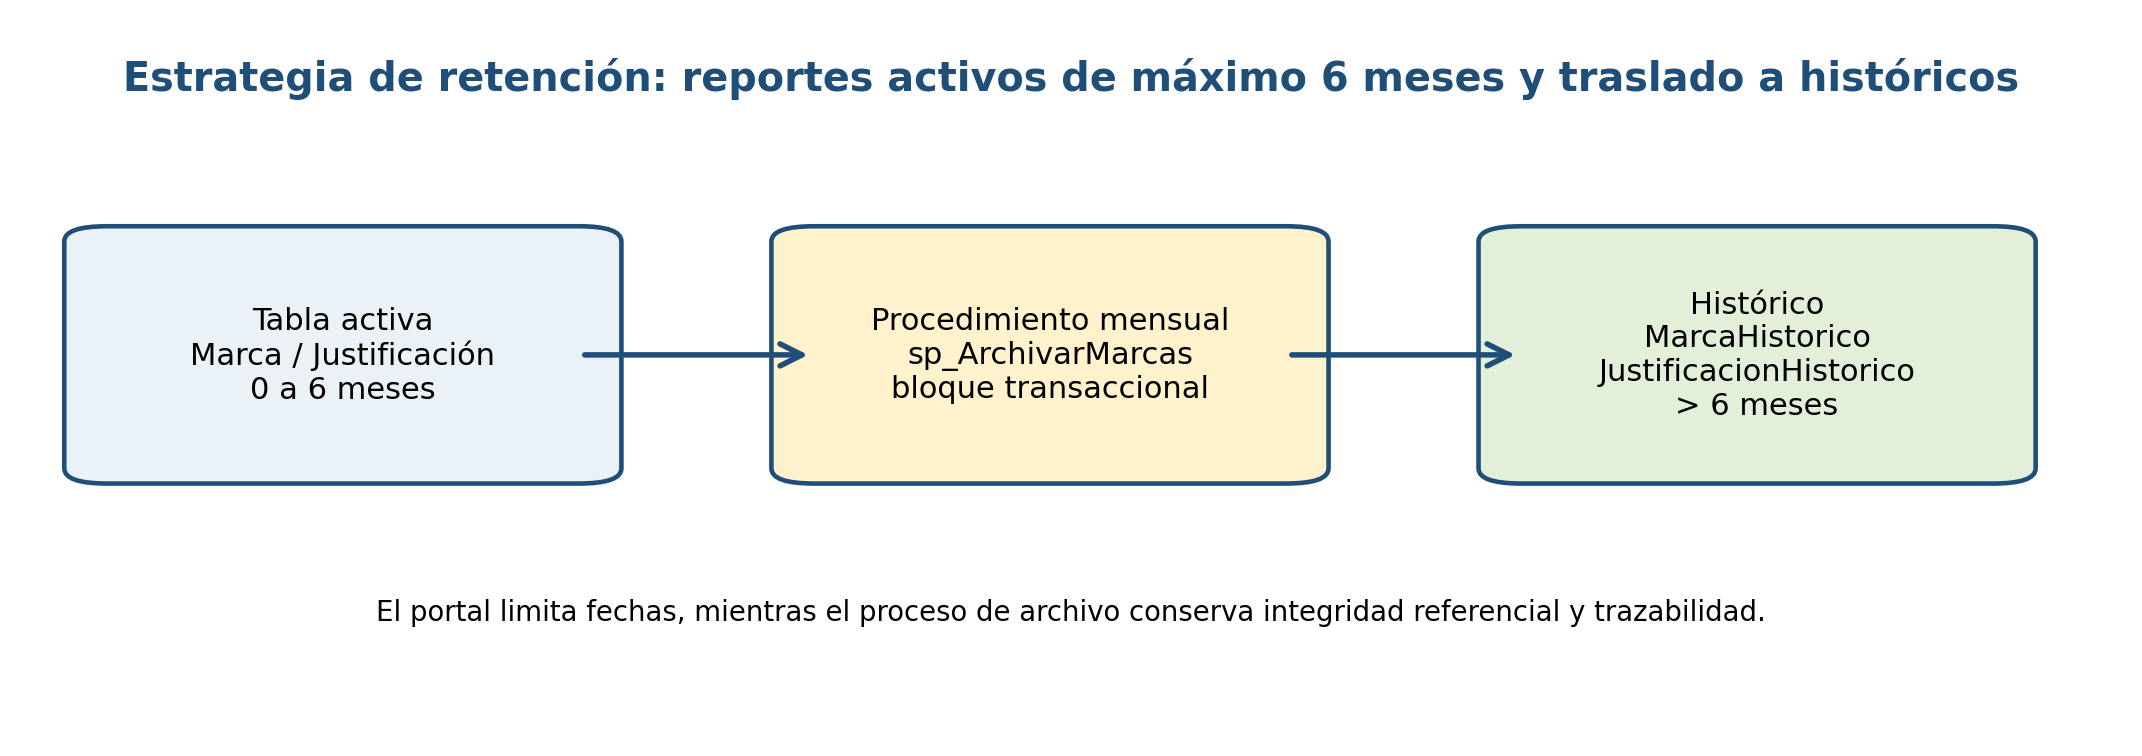 Estrategia de retención: reportes activos de máximo 6 meses y traslado a históricos
Tabla activa
Marca / Justificación
0 a 6 meses
Procedimiento mensual
sp_ArchivarMarcas
bloque transaccional
Histórico
MarcaHistorico
JustificacionHistorico
> 6 meses
El portal limita fechas, mientras el proceso de archivo conserva integridad referencial y trazabilidad.